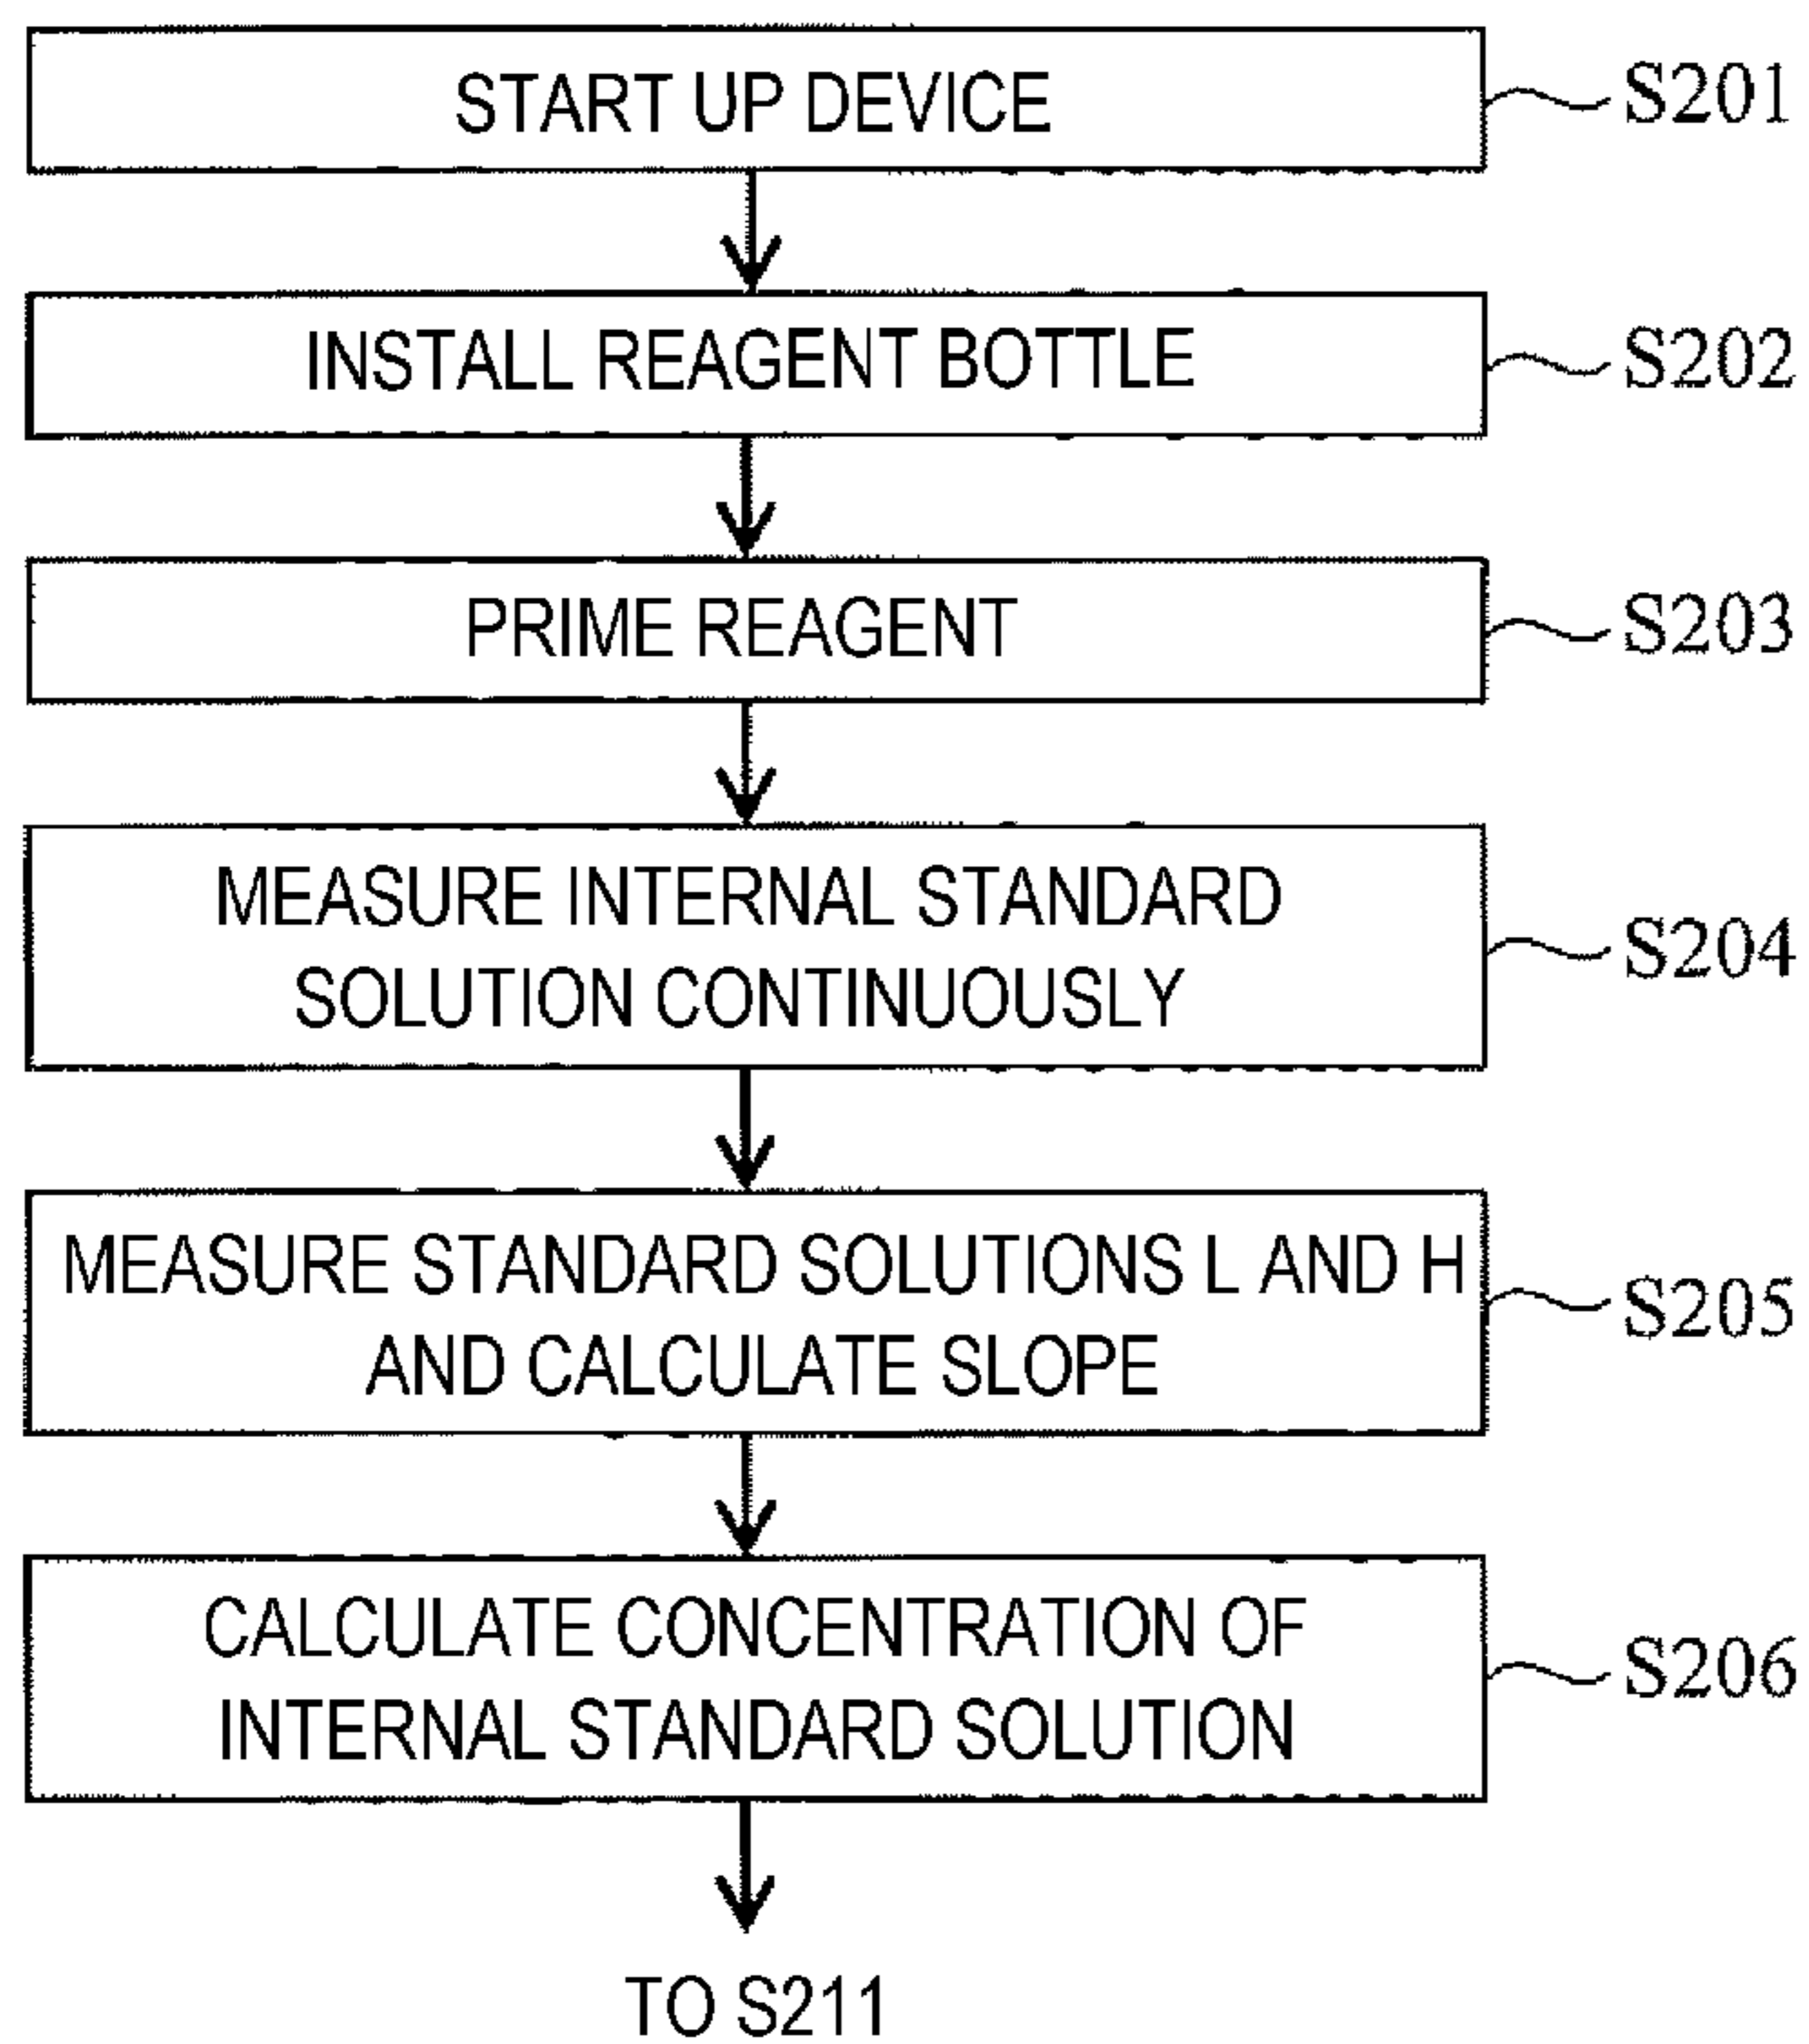 START UP DEVICE
S201
INSTALL REAGENT BOTTLE
S202
PRIME REAGENT
S203
MEASURE INTERNAL STANDARD
SOLUTION CONTINUOUSLY
S204
MEASURE STANDARD SOLUTIONS L AND H
AND CALCULATE SLOPE
S205
CALCULATE CONCENTRATION OF
INTERNAL STANDARD SOLUTION
S206
TO S211